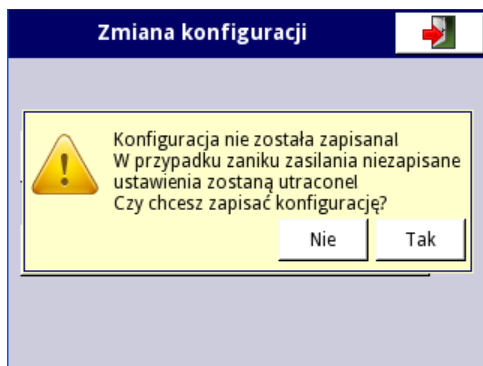 Zmiana konfiguracji
Konfiguracja nie została zapisana!
W przypadku zaniku zasilania niezapisane
ustawienia zostaną utracone!
Czy chcesz zapisać konfigurację?
Nie Tak